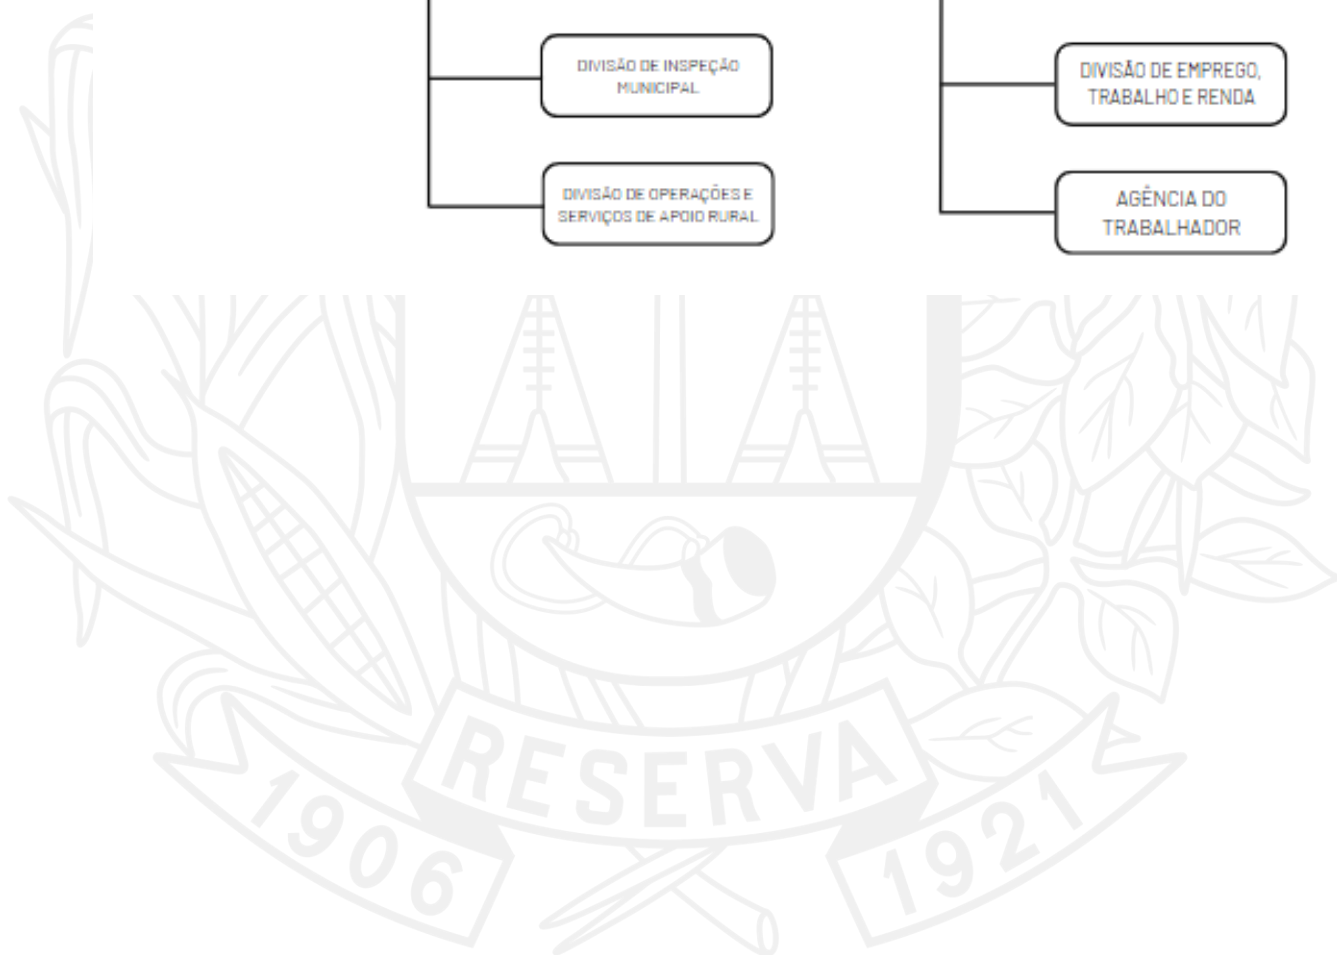 DIVISÃO DE INSPEÇÃO
MUNICIPAL
DIVISÃO DE OPERAÇÕES E
SERVIÇOS DE APOIO RURAL
DIVISÃO DE EMPREGO,
TRABALHO E RENDA
AGÊNCIA DO
TRABALHADOR
RESERVA
1906
1921